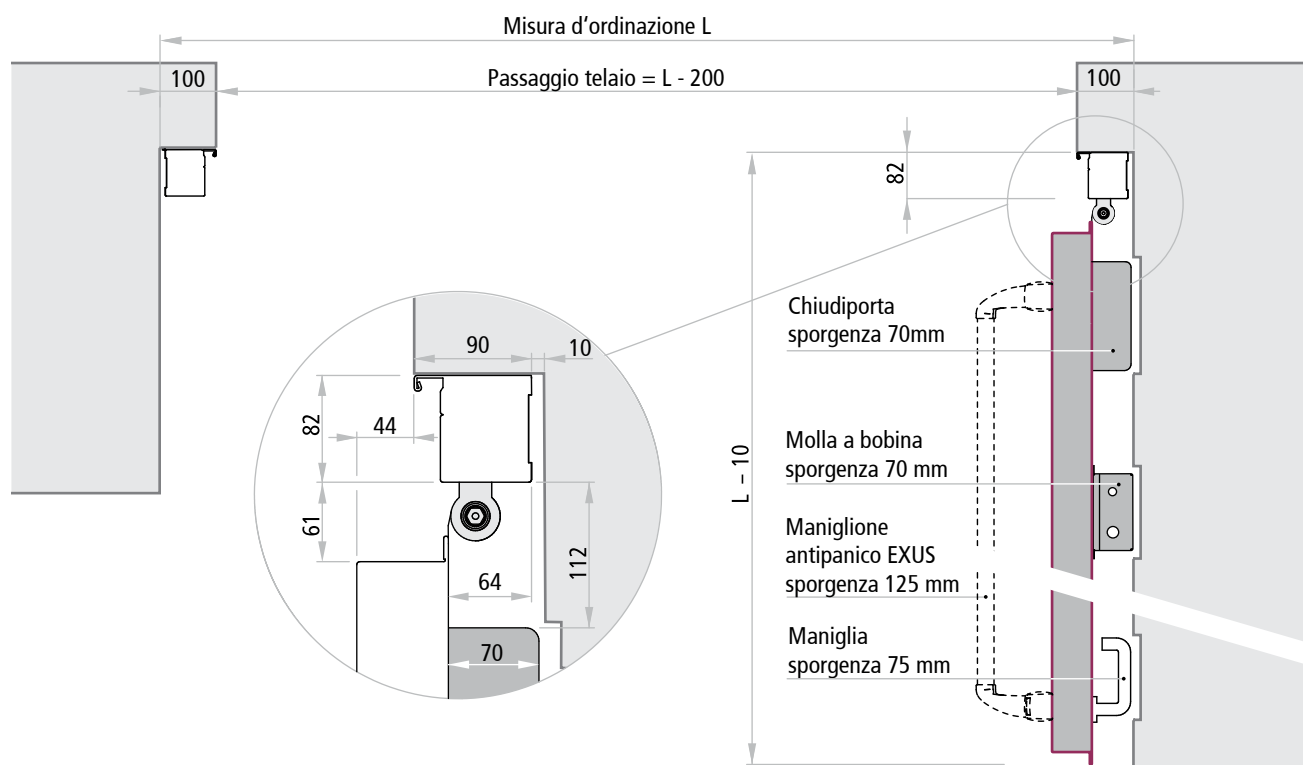 Misura d‘ordinazione L
100
Passaggio telaio = L - 200
100
82
Chiudiporta
sporgenza 70mm
90
10
82
44
Molla a bobina
sporgenza 70 mm
L – 10
61
Maniglione
antipanico EXUS
sporgenza 125 mm
112
64
Maniglia
sporgenza 75 mm
70